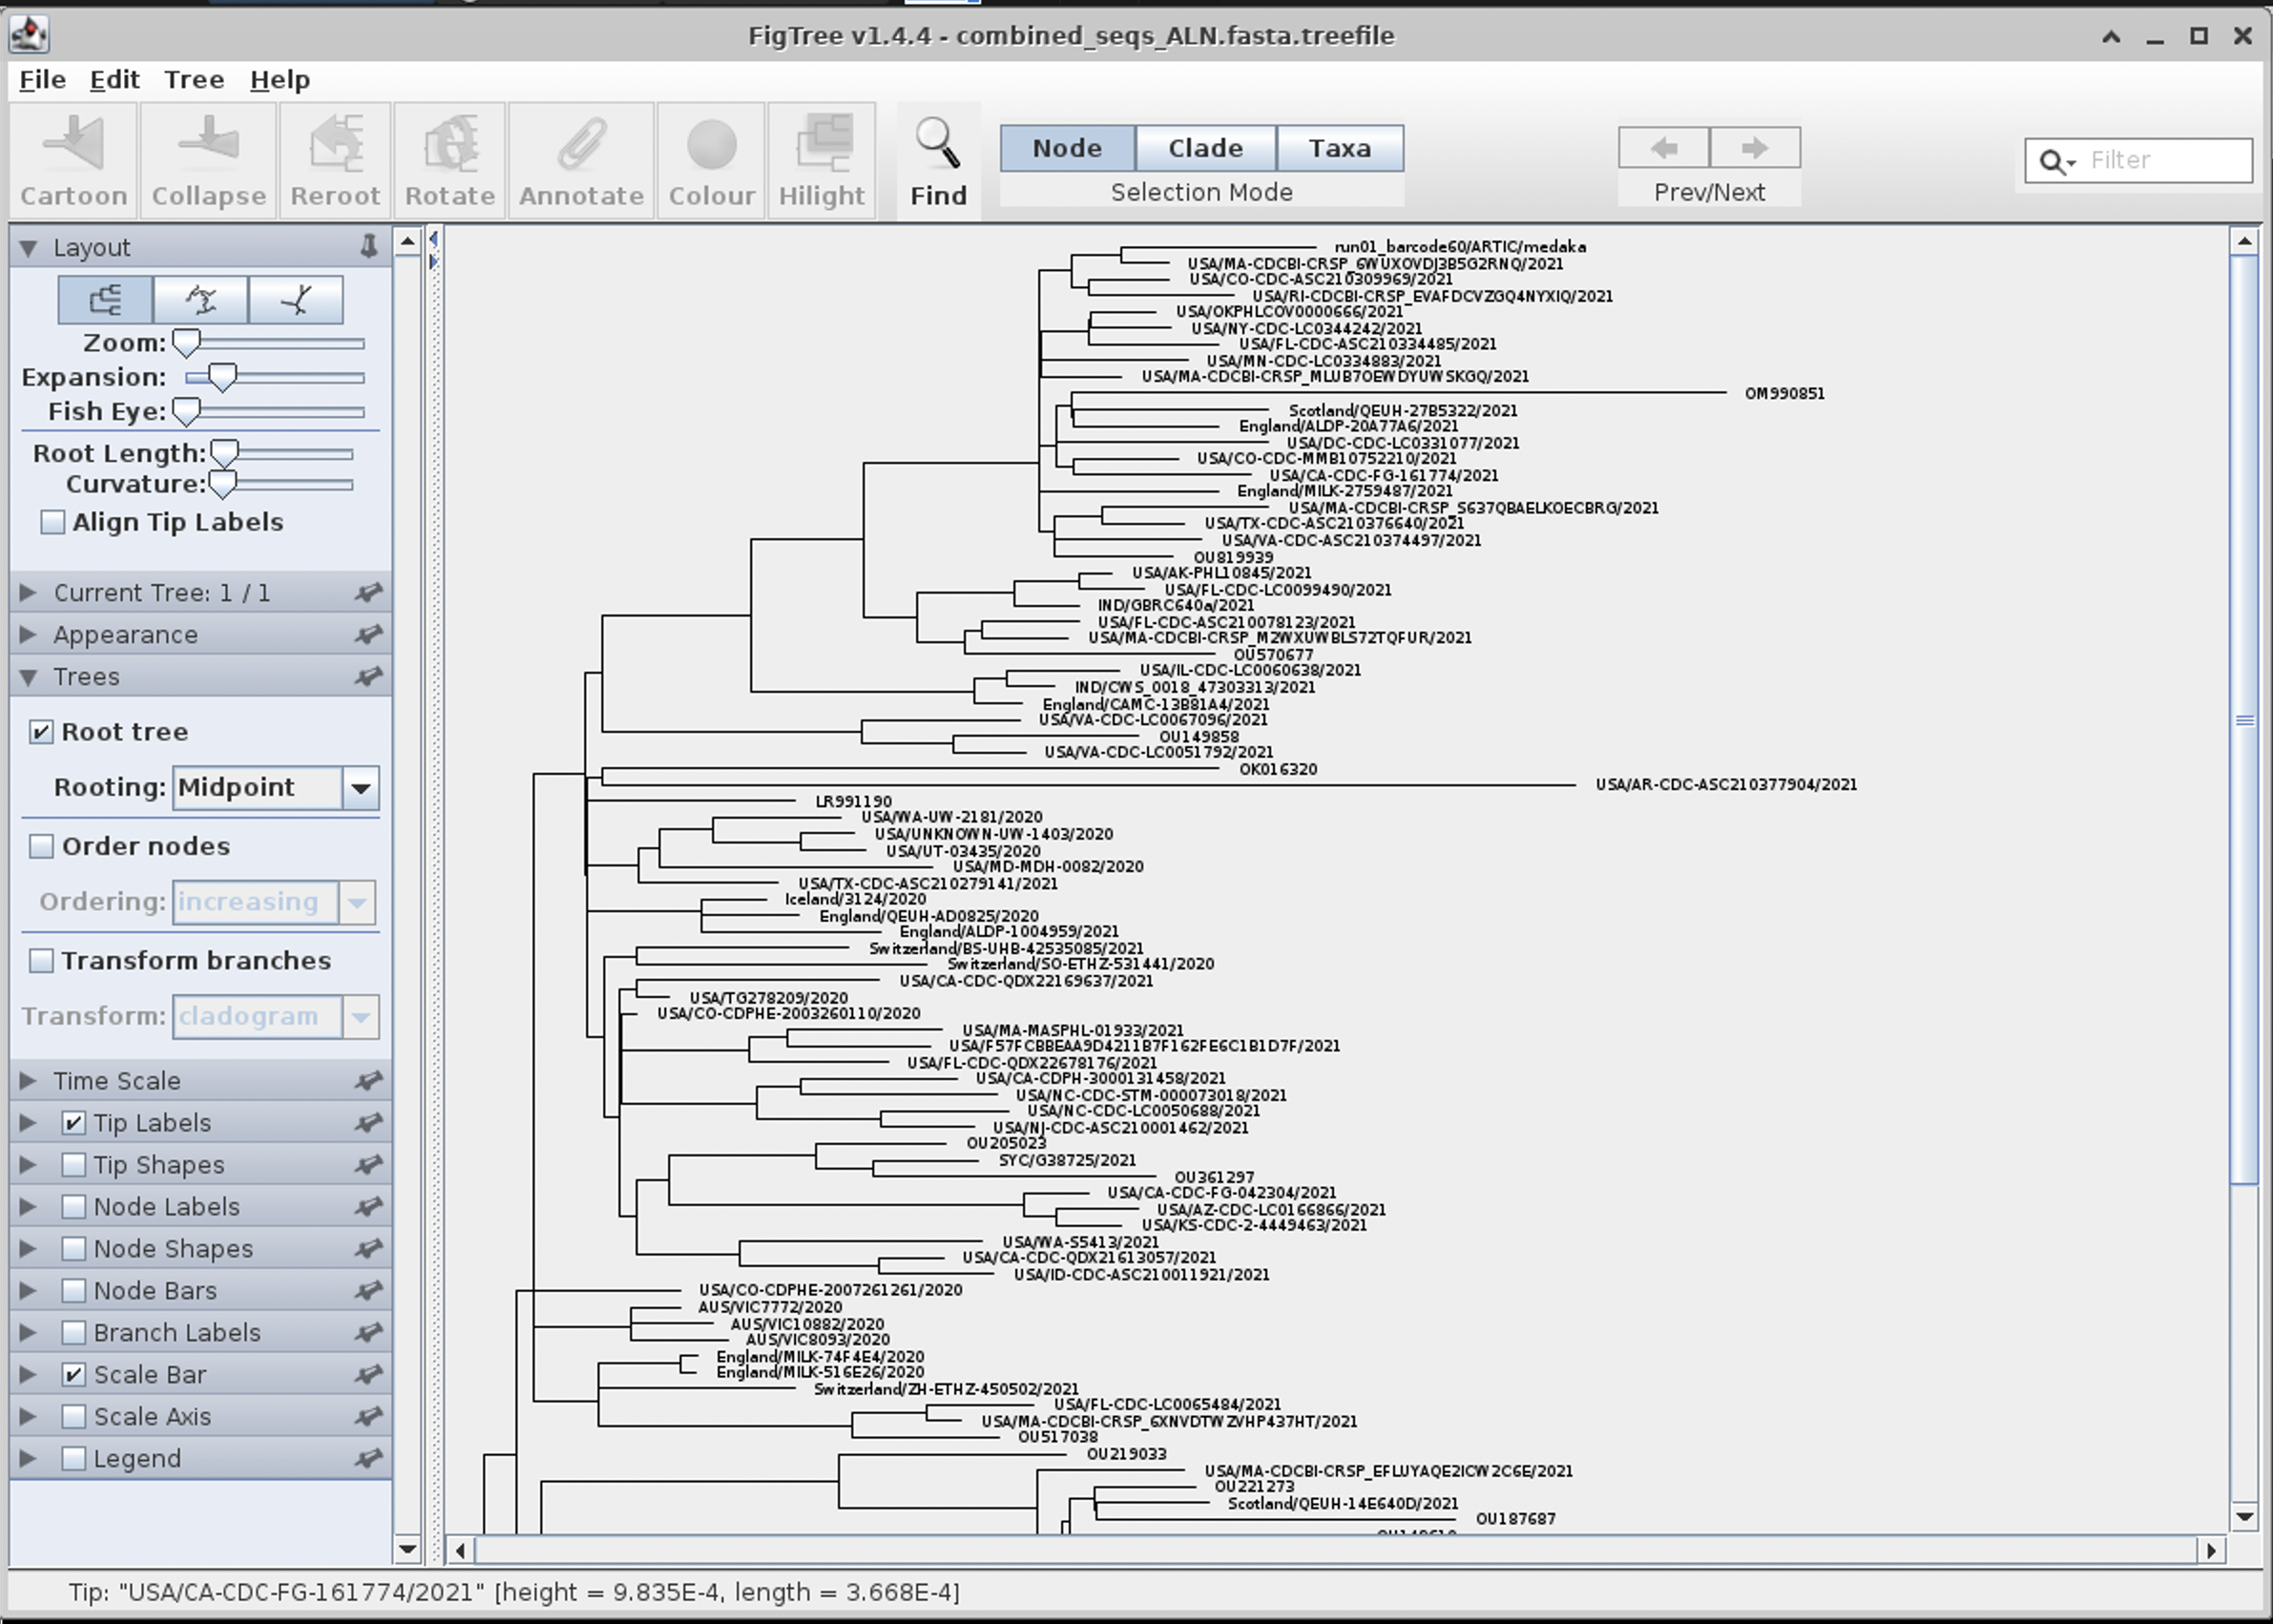 FigTree v1.4.4 - combined_seqs_ALN.fasta.treefile
File Edit Tree Help
Cartoon Collapse Reroot Rotate Annotate Colour Hilight Find
Node Clade Taxa
Selection Mode
Prev/Next
Filter
Layout
Zoom:
Expansion:
Fish Eye:
Root Length:
Curvature:
Align Tip Labels
Current Tree: 1 / 1
Appearance
Trees
Root tree
Rooting: Midpoint
Order nodes
Ordering: increasing
Transform branches
Transform: cladogram
Time Scale
Tip Labels
Tip Shapes
Node Labels
Node Shapes
Node Bars
Branch Labels
Scale Bar
Scale Axis
Legend
run01_barcode60/ARTIC/medaka
USA/MA-CDCBI-CRSP_6WUXOVDJ3B5G2RNQ/2021
USA/CO-CDC-ASC210309969/2021
USA/RI-CDCBI-CRSP_EVAFDCVZGQ4NYXIQ/2021
USA/OKPHLCOV0000666/2021
USA/NY-CDC-LC0344242/2021
USA/FL-CDC-ASC210334485/2021
USA/MN-CDC-LC0334883/2021
USA/MA-CDCBI-CRSP_MLUB7OEWDYUWSKGQ/2021
OM990851
Scotland/QEUH-27B5322/2021
England/ALDP-20A77A6/2021
USA/DC-CDC-LC0331077/2021
USA/CO-CDC-MMB10752210/2021
USA/CA-CDC-FG-161774/2021
England/MILK-2759487/2021
USA/MA-CDCBI-CRSP_S637QBAELKOECBRG/2021
USA/TX-CDC-ASC210376640/2021
USA/VA-CDC-ASC210374497/2021
OU819939
USA/AK-PHL10845/2021
USA/FL-CDC-LC0099490/2021
IND/GBRC640a/2021
USA/FL-CDC-ASC210078123/2021
USA/MA-CDCBI-CRSP_M2WXUWBLS72TQFUR/2021
OU570677
USA/IL-CDC-LC0060638/2021
IND/CWS_0018_47303313/2021
England/CAMC-13B81A4/2021
USA/VA-CDC-LC0067096/2021
OU149858
USA/VA-CDC-LC0051792/2021
OK016320
USA/AR-CDC-ASC210377904/2021
LR991190
USA/WA-UW-2181/2020
USA/UNKNOWN-UW-1403/2020
USA/UT-03435/2020
USA/MD-MDH-0082/2020
USA/TX-CDC-ASC210279141/2021
Iceland/3124/2020
England/QEUH-AD0825/2020
England/ALDP-1004959/2021
Switzerland/BS-UHB-42535085/2021
Switzerland/SO-ETHZ-531441/2020
USA/CA-CDC-QDX22169637/2021
USA/TG278209/2020
USA/CO-CDPHE-2003260110/2020
USA/MA-MASPHL-01933/2021
USA/F57FCBBEAA9D4211B7F162FE6C1B1D7F/2021
USA/FL-CDC-QDX22678176/2021
USA/CA-CDPH-3000131458/2021
USA/NC-CDC-STM-000073018/2021
USA/NC-CDC-LC0050688/2021
USA/NJ-CDC-ASC210001462/2021
OU205023
SYC/G38725/2021
OU361297
USA/CA-CDC-FG-042304/2021
USA/AZ-CDC-LC0166866/2021
USA/KS-CDC-2-4449463/2021
USA/WA-S5413/2021
USA/CA-CDC-QDX21613057/2021
USA/ID-CDC-ASC210011921/2021
USA/CO-CDPHE-2007261261/2020
AUS/VIC7772/2020
AUS/VIC10882/2020
AUS/VIC8093/2020
England/MILK-74F4E4/2020
England/MILK-516E26/2020
Switzerland/ZH-ETHZ-450502/2021
USA/FL-CDC-LC0065484/2021
USA/MA-CDCBI-CRSP_6XNVDTWZVHP437HT/2021
OU517038
OU219033
USA/MA-CDCBI-CRSP_EFLUYAQE2ICW2C6E/2021
OU221273
Scotland/QEUH-14E640D/2021
OU187687
Tip: "USA/CA-CDC-FG-161774/2021" [height = 9.835E-4, length = 3.668E-4]